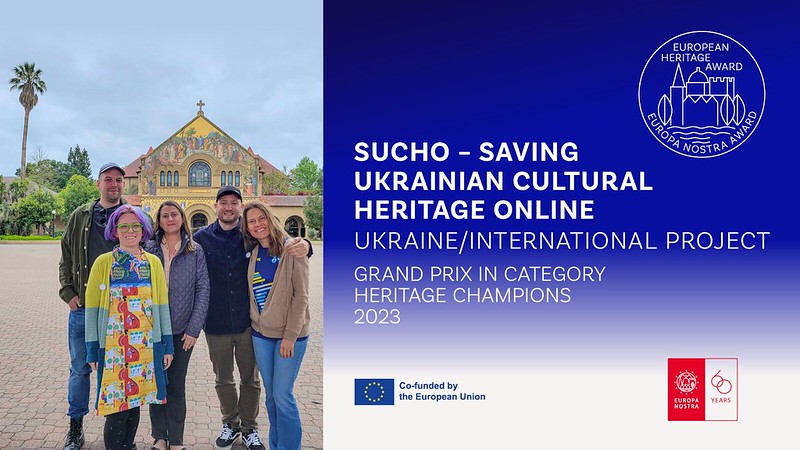 EUROPEAN
HERITAGE
AWARD
EUROPA NOSTRA AWARD
SUCHO – SAVING
UKRAINIAN CULTURAL
HERITAGE ONLINE
UKRAINE/INTERNATIONAL PROJECT
GRAND PRIX IN CATEGORY
HERITAGE CHAMPIONS
2023
Co-funded by
the European Union
EUROPA
NOSTRA
60
YEARS